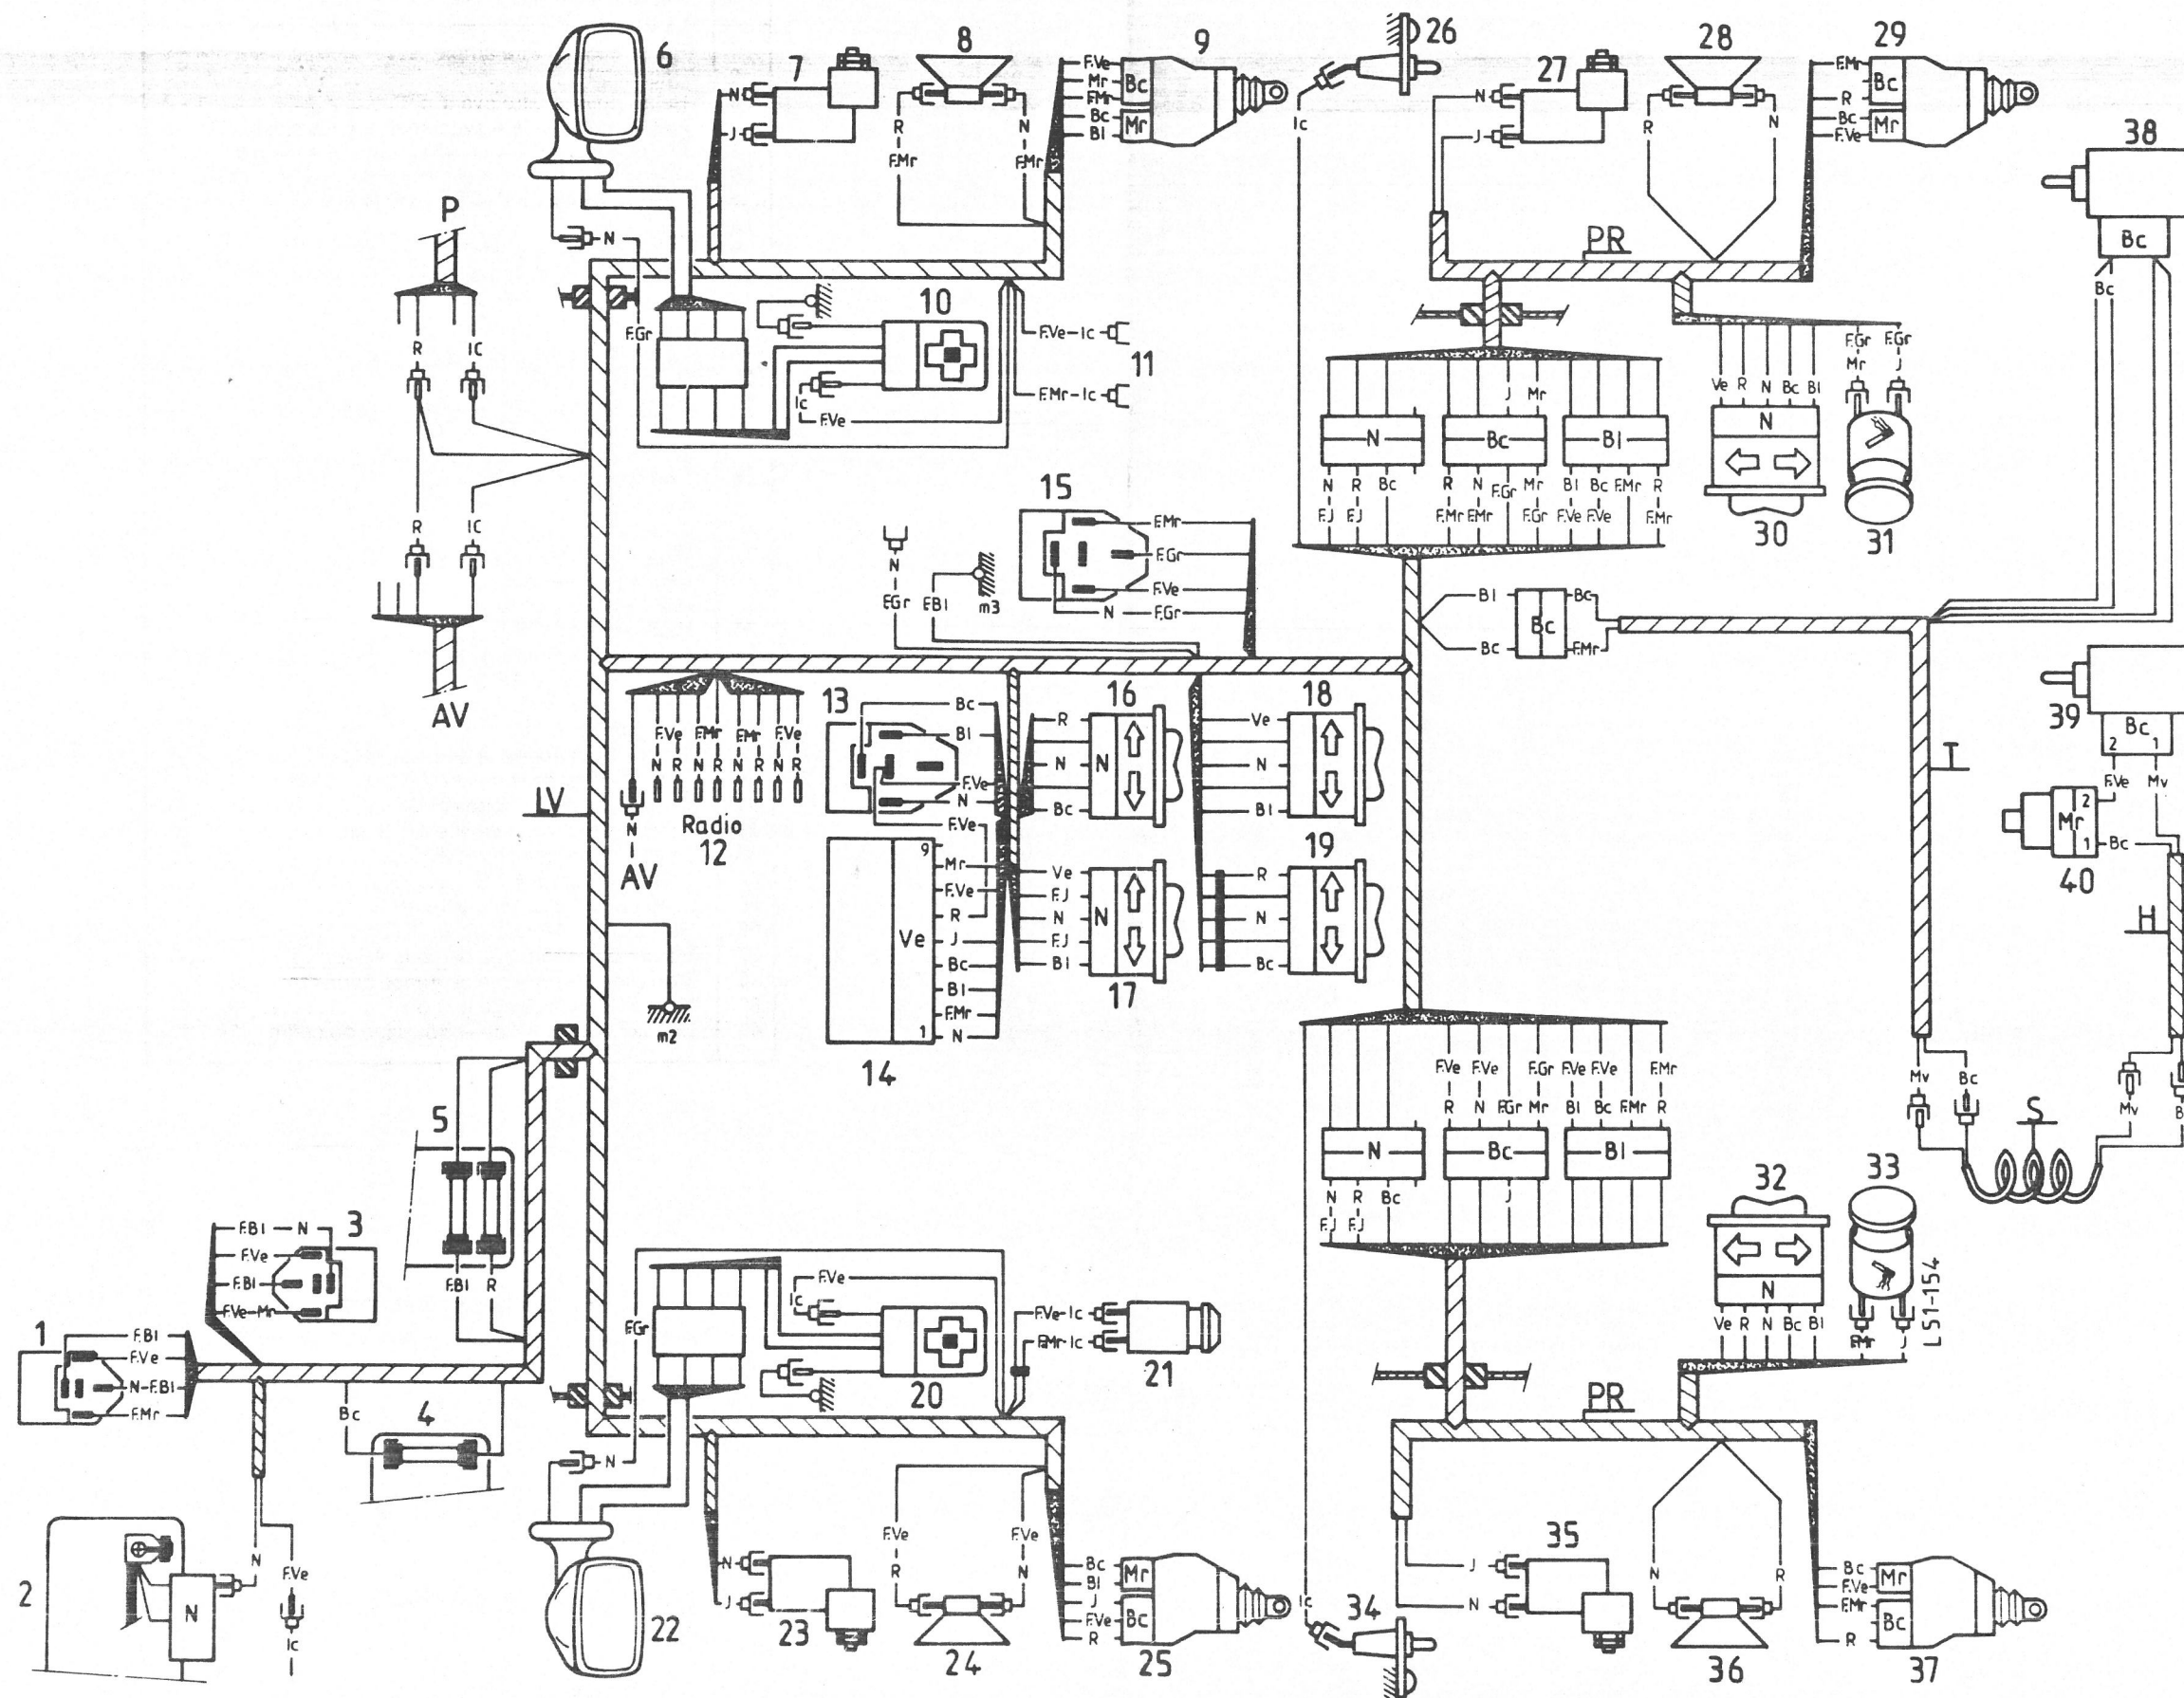 6
7
8
9
26
27
28
29
38
N
J
R
F.Mr
N
F.Mr
F.Ve
Mr
F.Mr
Bc
Bl
Bc
Mr
Ic
N
J
R
N
F.Mr
R
Bc
F.Ve
Bc
Mr
Bc
Bc
P
N
PR
R
IC
F.Gr
10
F.Ve-Ic
F.Mr-Ic
11
Ic
F.Ve
J
Mr
N
Bc
Bl
N
R
Bc
R
N
F.Gr
Mr
Bl
Bc
F.Mr
R
F.J
F.J
F.Mr
F.Mr
F.Gr
F.Ve
F.Ve
F.Mr
F.Gr
F.Gr
Mr
J
Ve
R
N
Bc
Bl
N
30
31
R
IC
AV
N
F.Gr
F.Bl
m3
15
F.Mr
F.Gr
F.Ve
N
F.Gr
Bl
Bc
Bc
Bc
F.Mr
F.Ve
F.Mr
F.Mr
F.Ve
N
R
N
R
N
R
N
R
N
AV
Radio
12
LV
13
Bc
Bl
F.Ve
N
F.Ve
16
R
N
Bc
N
18
Ve
N
Bl
39
Bc
2
1
F.Ve
Mv
T
14
9
Mr
F.Ve
R
J
Bc
Bl
F.Mr
N
1
Ve
17
Ve
F.J
N
F.J
Bl
N
19
R
N
Bc
40
2
1
Mr
Bc
H
m2
5
F.Bl
R
F.Ve
F.Ve
F.Gr
F.Ve
F.Ve
F.Mr
R
N
F.Gr
Mr
Bl
Bc
F.Mr
R
N
Bc
Bl
N
R
Bc
J
F.J
F.J
Mv
Bc
S
Mv
B
3
F.Bl
N
F.Ve
F.Bl
F.Ve-Mr
1
F.Bl
F.Ve
N-F.Bl
F.Mr
4
Bc
F.Gr
F.Ve
Ic
20
F.Ve-Ic
F.Mr-Ic
21
32
33
N
Ve
R
N
Bc
Bl
F.Mr
J
L51-154
PR
2
N
N
F.Ve
Ic
N
22
N
J
23
F.Ve
R
F.Ve
N
24
Bc
Bl
J
F.Ve
R
Mr
Bc
25
Ic
34
J
N
35
N
R
36
Bc
F.Ve
F.Mr
R
Mr
Bc
37